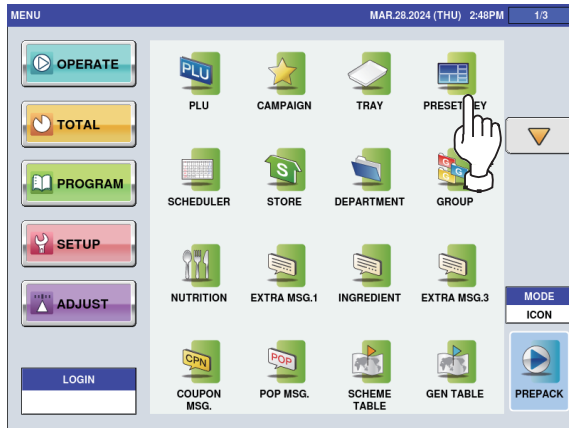 MENU
MAR.28.2024 (THU) 2:48PM
1/3
OPERATE
TOTAL
PROGRAM
SETUP
ADJUST
LOGIN
PLU
PLU
CAMPAIGN
TRAY
PRESET KEY
SCHEDULER
S
STORE
DEPARTMENT
G
G
G
GROUP
NUTRITION
EXTRA MSG.1
INGREDIENT
EXTRA MSG.3
CPN
COUPON
MSG.
POP
POP MSG.
SCHEME
TABLE
GEN TABLE
MODE
ICON
PREPACK